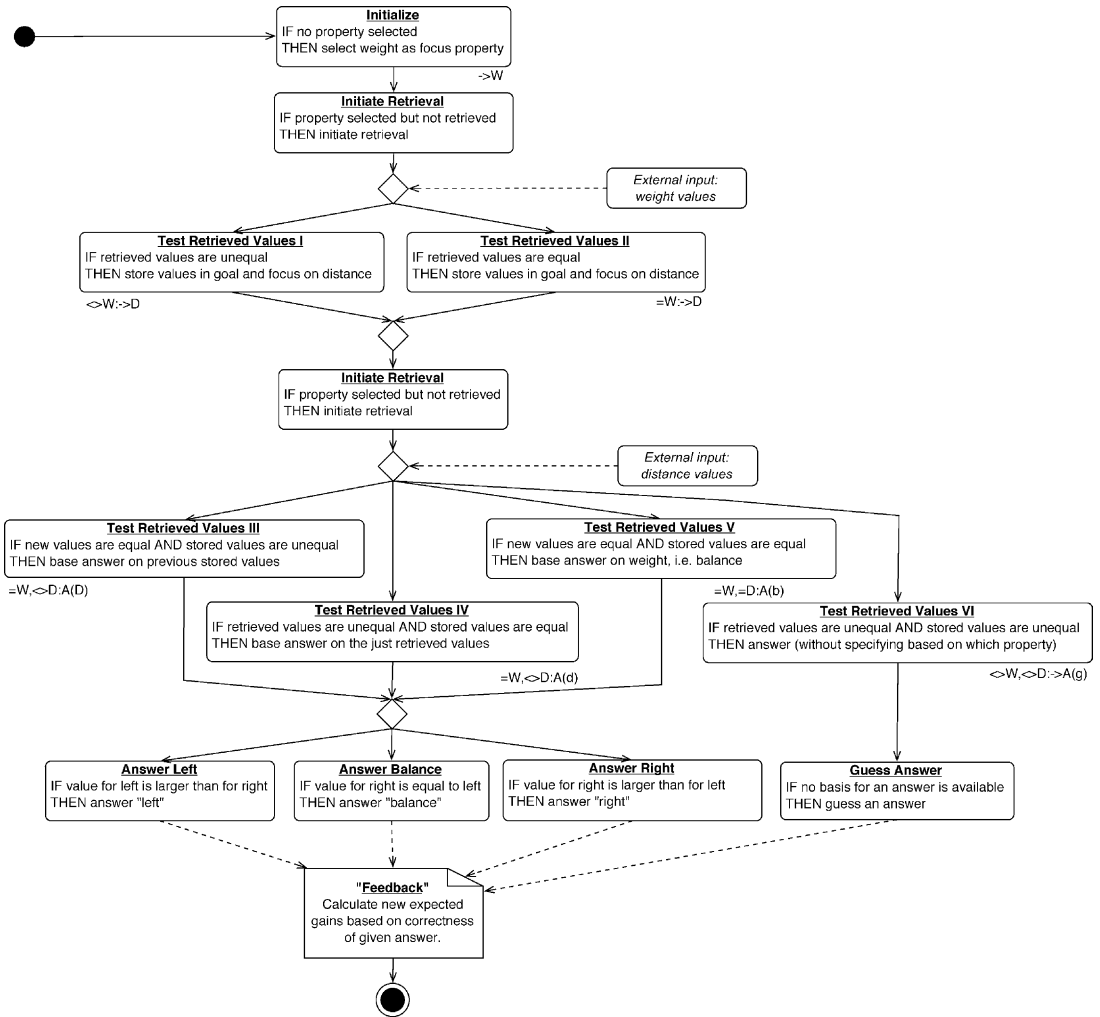 Initialize
IF no property selected
THEN select weight as focus property
->W
Initiate Retrieval
IF property selected but not retrieved
THEN initiate retrieval
External input:
weight values
Test Retrieved Values I
IF retrieved values are unequal
THEN store values in goal and focus on distance
<>W:->D
Test Retrieved Values II
IF retrieved values are equal
THEN store values in goal and focus on distance
=W:->D
Initiate Retrieval
IF property selected but not retrieved
THEN initiate retrieval
External input:
distance values
Test Retrieved Values III
IF new values are equal AND stored values are unequal
THEN base answer on previous stored values
=W,<>D:A(D)
Test Retrieved Values V
IF new values are equal AND stored values are equal
THEN base answer on weight, i.e. balance
=W,=D:A(b)
Test Retrieved Values IV
IF retrieved values are unequal AND stored values are equal
THEN base answer on the just retrieved values
=W,<>D:A(d)
Test Retrieved Values VI
IF retrieved values are unequal AND stored values are unequal
THEN answer (without specifying based on which property)
<>W,<>D:->A(g)
Answer Left
IF value for left is larger than for right
THEN answer "left"
Answer Balance
IF value for right is equal to left
THEN answer "balance"
Answer Right
IF value for right is larger than for left
THEN answer "right"
Guess Answer
IF no basis for an answer is available
THEN guess an answer
"Feedback"
Calculate new expected
gains based on correctness
of given answer.